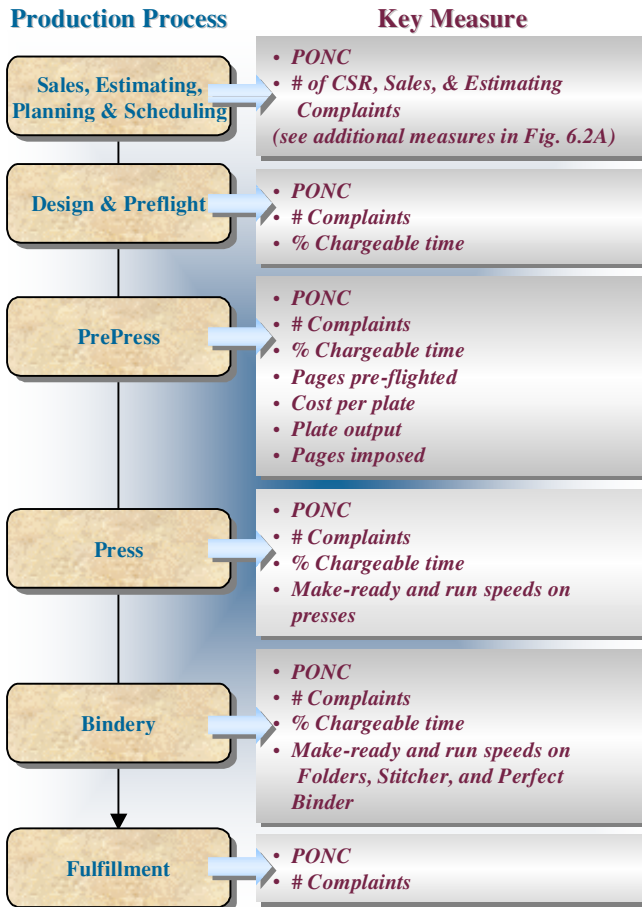 Production Process
Key Measure
Sales, Estimating,
Planning & Scheduling
• PONC
• # of CSR, Sales, & Estimating
Complaints
(see additional measures in Fig. 6.2A)
Design & Preflight
• PONC
• # Complaints
• % Chargeable time
PrePress
• PONC
• # Complaints
• % Chargeable time
• Pages pre-flighted
• Cost per plate
• Plate output
• Pages imposed
Press
• PONC
• # Complaints
• % Chargeable time
• Make-ready and run speeds on
presses
Bindery
• PONC
• # Complaints
• % Chargeable time
• Make-ready and run speeds on
Folders, Stitcher, and Perfect
Binder
Fulfillment
• PONC
• # Complaints